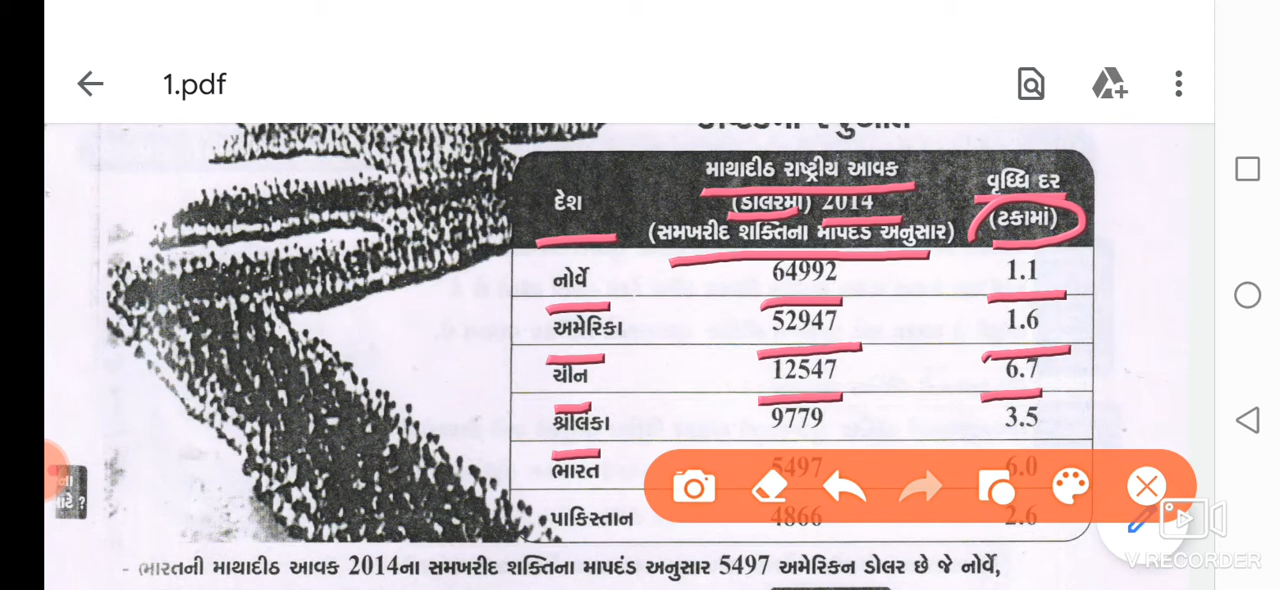 1.pdf
દેશ
માથાદીઠ રાષ્ટ્રીય આવક
(ડૉલરમાં) 2014
(સમખરીદ શક્તિના માપદંડ અનુસાર)
વૃધ્ધિ દર
(ટકામાં)
નોર્વે 64992 1.1
અમેરિકા 52947 1.6
ચીન 12547 6.7
શ્રીલંકા 9779 3.5
ભારત 5497 6.0
પાકિસ્તાન 4866 2.6
- ભારતની માથાદીઠ આવક 2014ના સમખરીદ શક્તિના માપદંડ અનુસાર 5497 અમેરિકન ડોલર છે જે નોર્વે,
V RECORDER